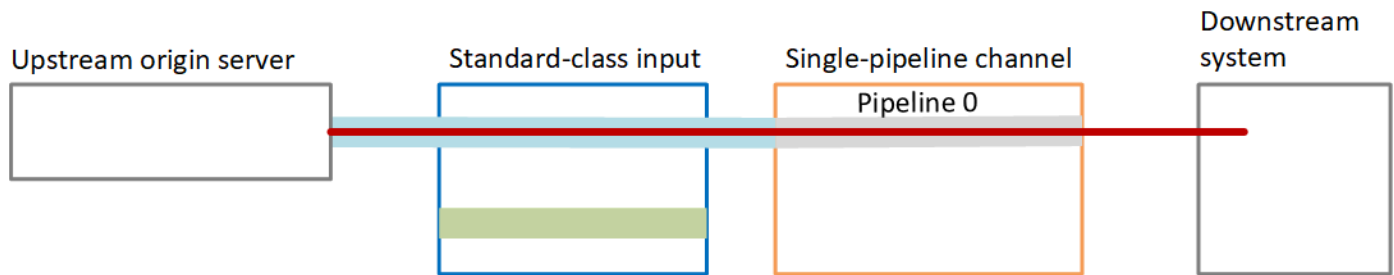 Upstream origin server
Standard-class input
Single-pipeline channel
Downstream
system
Pipeline 0